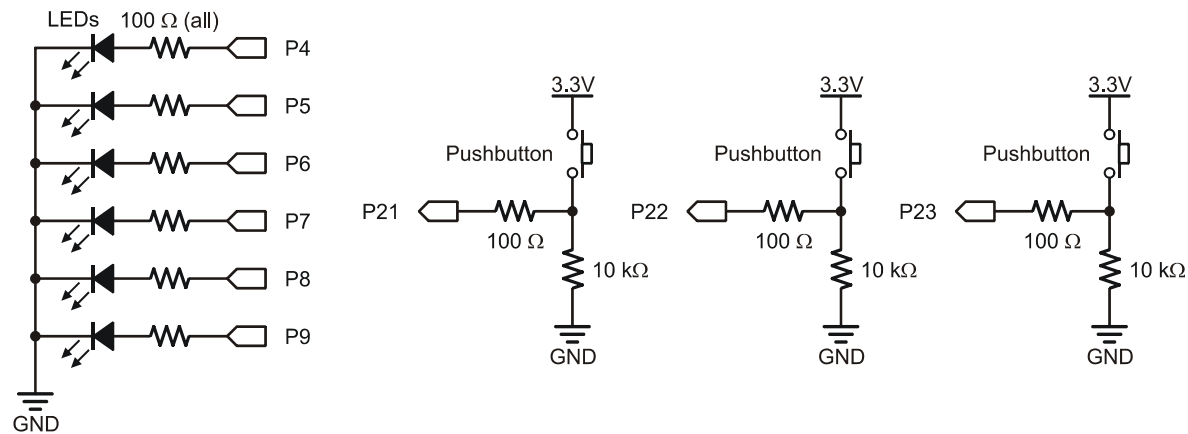 LEDs 100 Ω (all)
P4
P5
P6
P7
P8
P9
GND
3.3V
Pushbutton
P21
100 Ω
10 kΩ
GND
3.3V
Pushbutton
P22
100 Ω
10 kΩ
GND
3.3V
Pushbutton
P23
100 Ω
10 kΩ
GND